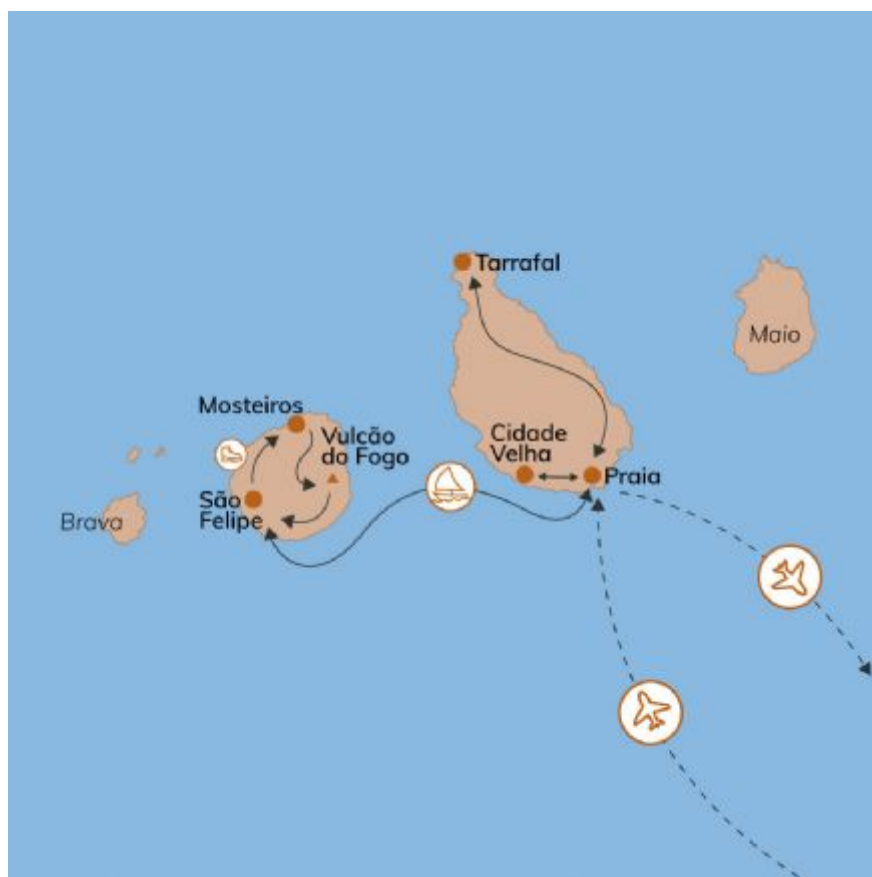 Tarrafal
Maio
Mosteiros
Vulcão
do Fogo
Cidade
Velha
Praia
São
Felipe
Brava